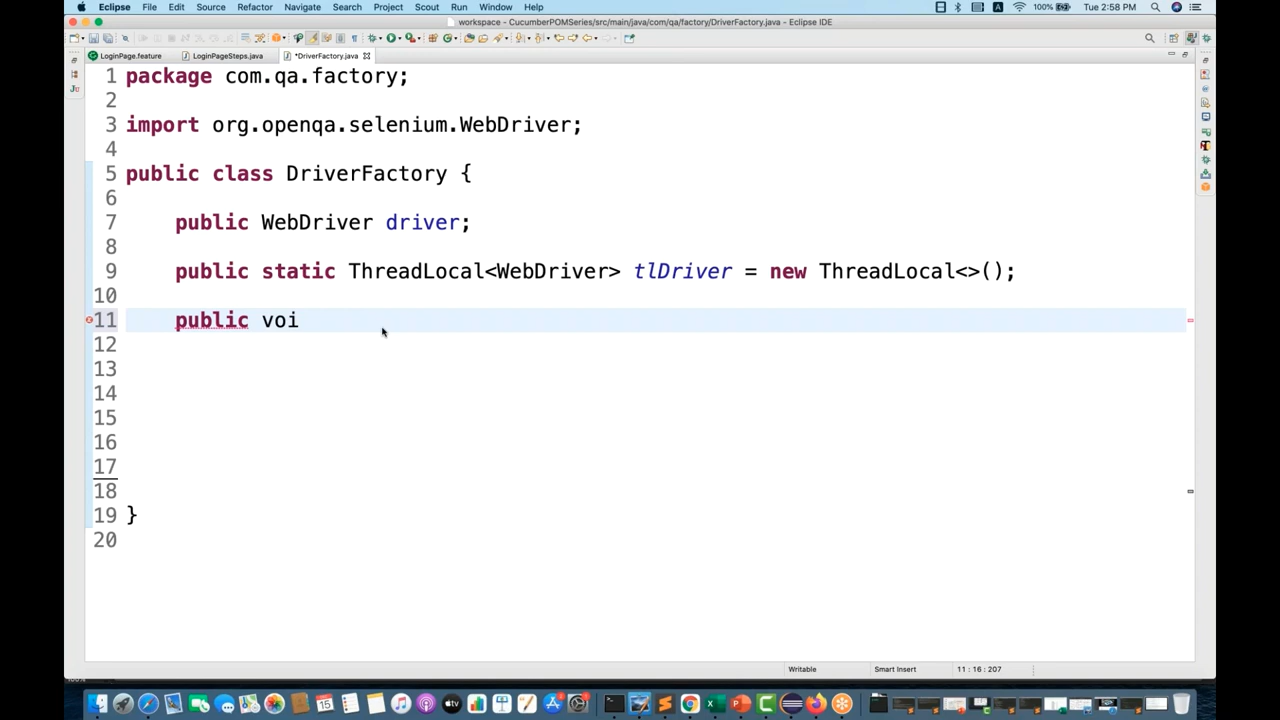 Eclipse File Edit Source Refactor Navigate Search Project Scout Run Window Help 100% Tue 2:58 PM
workspace - CucumberPOMSeries/src/main/java/com/qa/factory/DriverFactory.java - Eclipse IDE
LoginPage.feature LoginPageSteps.java *DriverFactory.java
1 package com.qa.factory;
2
3 import org.openqa.selenium.WebDriver;
4
5 public class DriverFactory {
6
7 public WebDriver driver;
8
9 public static ThreadLocal<WebDriver> tlDriver = new ThreadLocal<>();
10
11 public voi
12
13
14
15
16
17
18
19 }
20
Writable Smart Insert 11 : 16 : 207